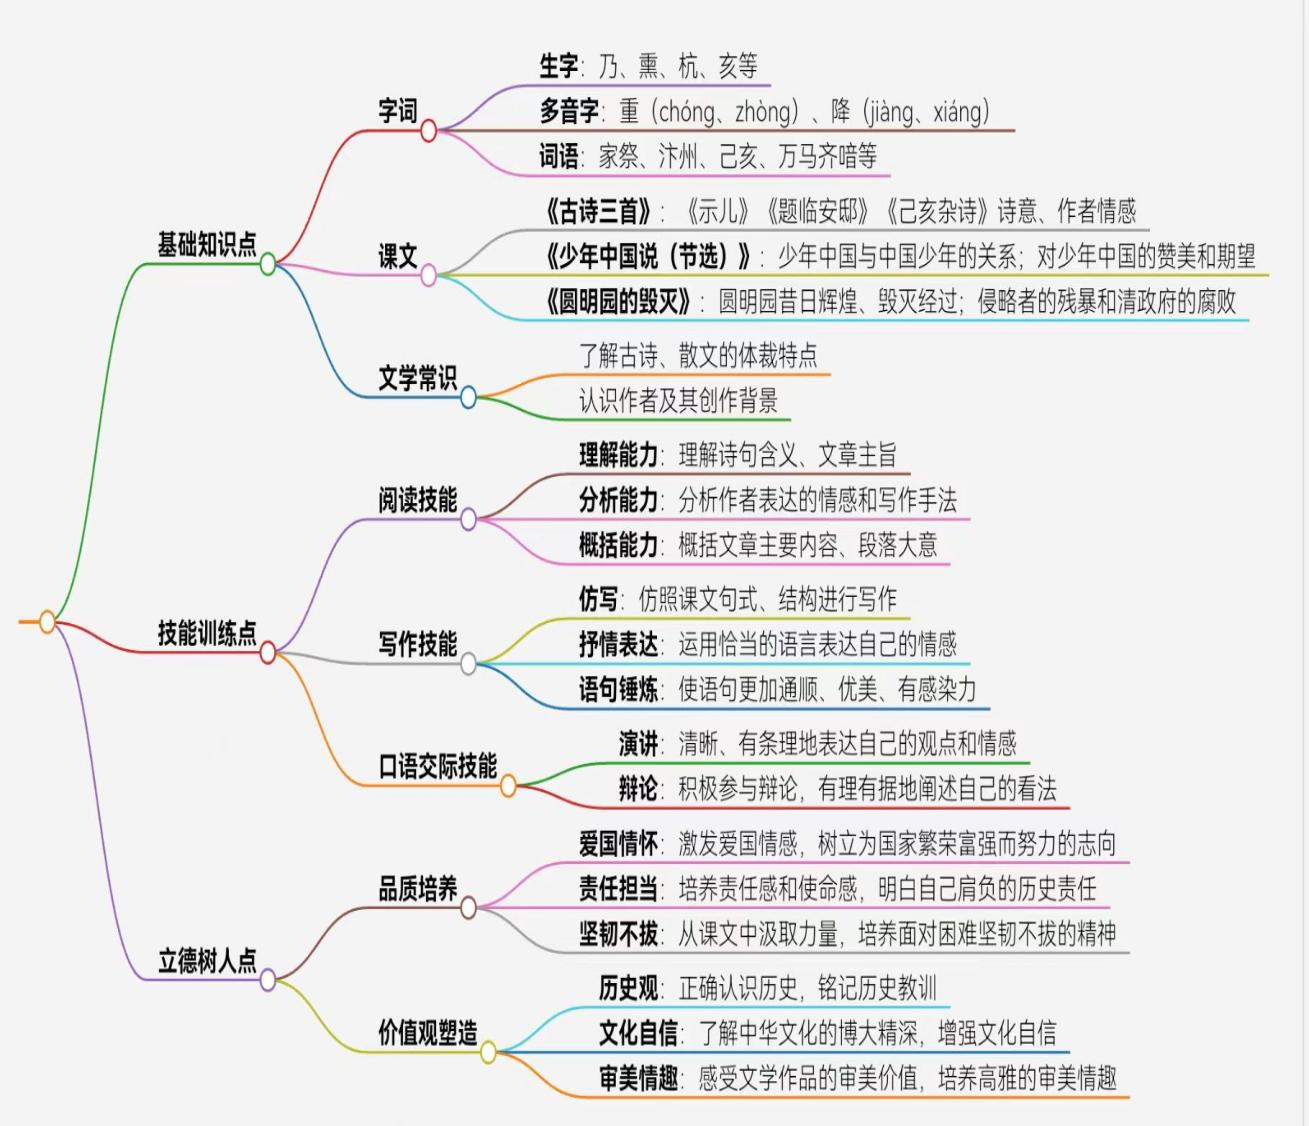 生字：乃、熏、杭、亥等
字词
多音字：重（chóng、zhòng）、降（jiàng、xiáng）
词语：家祭、汴州、己亥、万马齐喑等
《古诗三首》：《示儿》《题临安邸》《己亥杂诗》诗意、作者情感
基础知识点
课文
《少年中国说（节选）》：少年中国与中国少年的关系；对少年中国的赞美和期望
《圆明园的毁灭》：圆明园昔日辉煌、毁灭经过；侵略者的残暴和清政府的腐败
了解古诗、散文的体裁特点
文学常识
认识作者及其创作背景
理解能力：理解诗句含义、文章主旨
阅读技能
分析能力：分析作者表达的情感和写作手法
概括能力：概括文章主要内容、段落大意
仿写：仿照课文句式、结构进行写作
技能训练点
写作技能
抒情表达：运用恰当的语言表达自己的情感
语句锤炼：使语句更加通顺、优美、有感染力
演讲：清晰、有条理地表达自己的观点和情感
口语交际技能
辩论：积极参与辩论，有理有据地阐述自己的看法
爱国情怀：激发爱国情感，树立为国家繁荣富强而努力的志向
品质培养
责任担当：培养责任感和使命感，明白自己肩负的历史责任
坚韧不拔：从课文中汲取力量，培养面对困难坚韧不拔的精神
立德树人点
历史观：正确认识历史，铭记历史教训
价值观塑造
文化自信：了解中华文化的博大精深，增强文化自信
审美情趣：感受文学作品的审美价值，培养高雅的审美情趣